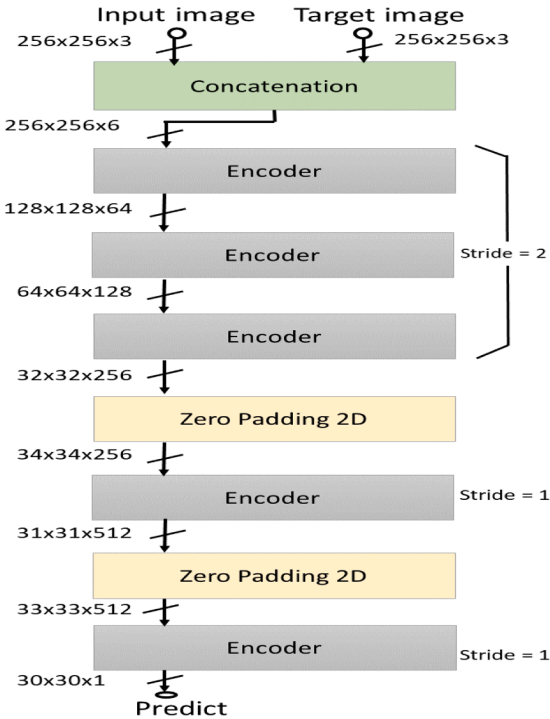 Input image
Target image
256x256x3
256x256x3
Concatenation
256x256x6
Encoder
128x128x64
Encoder
Stride = 2
64x64x128
Encoder
32x32x256
Zero Padding 2D
34x34x256
Encoder
Stride = 1
31x31x512
Zero Padding 2D
33x33x512
Encoder
Stride = 1
30x30x1
Predict